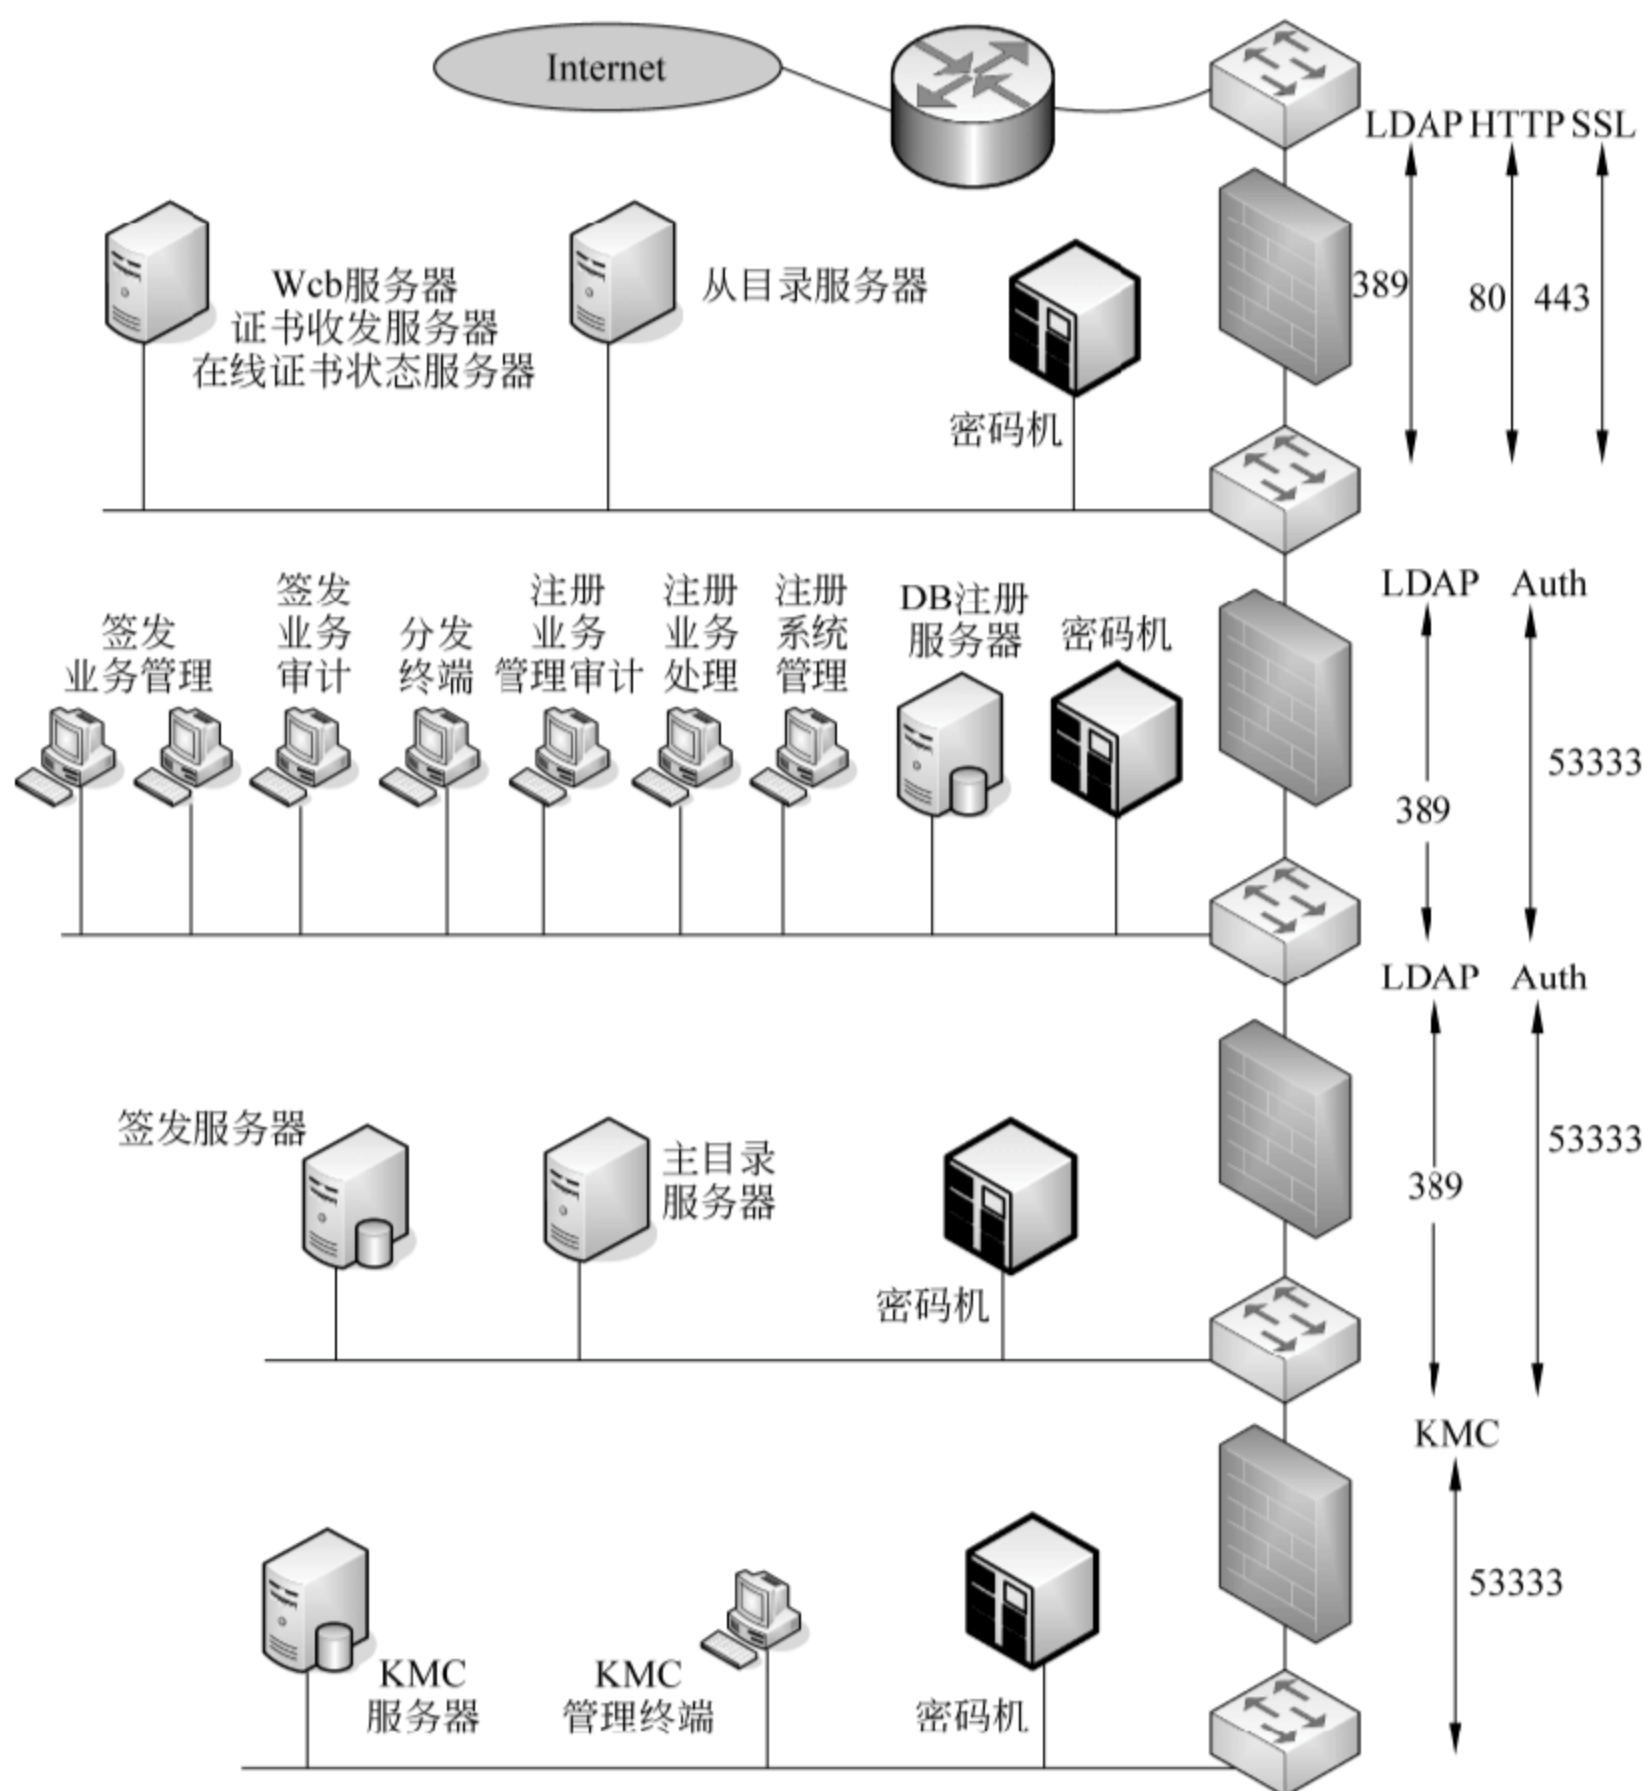 Internet
LDAP HTTP SSL
Wcb服务器
证书收发服务器
在线证书状态服务器
从目录服务器
密码机
389
80
443
签发
业务管理
签发
业务
审计
分发
终端
注册
业务
管理审计
注册
业务
处理
注册
系统
管理
DB注册
服务器
密码机
LDAP Auth
389
53333
LDAP Auth
签发服务器
主目录
服务器
密码机
389
53333
KMC
KMC
服务器
KMC
管理终端
密码机
53333